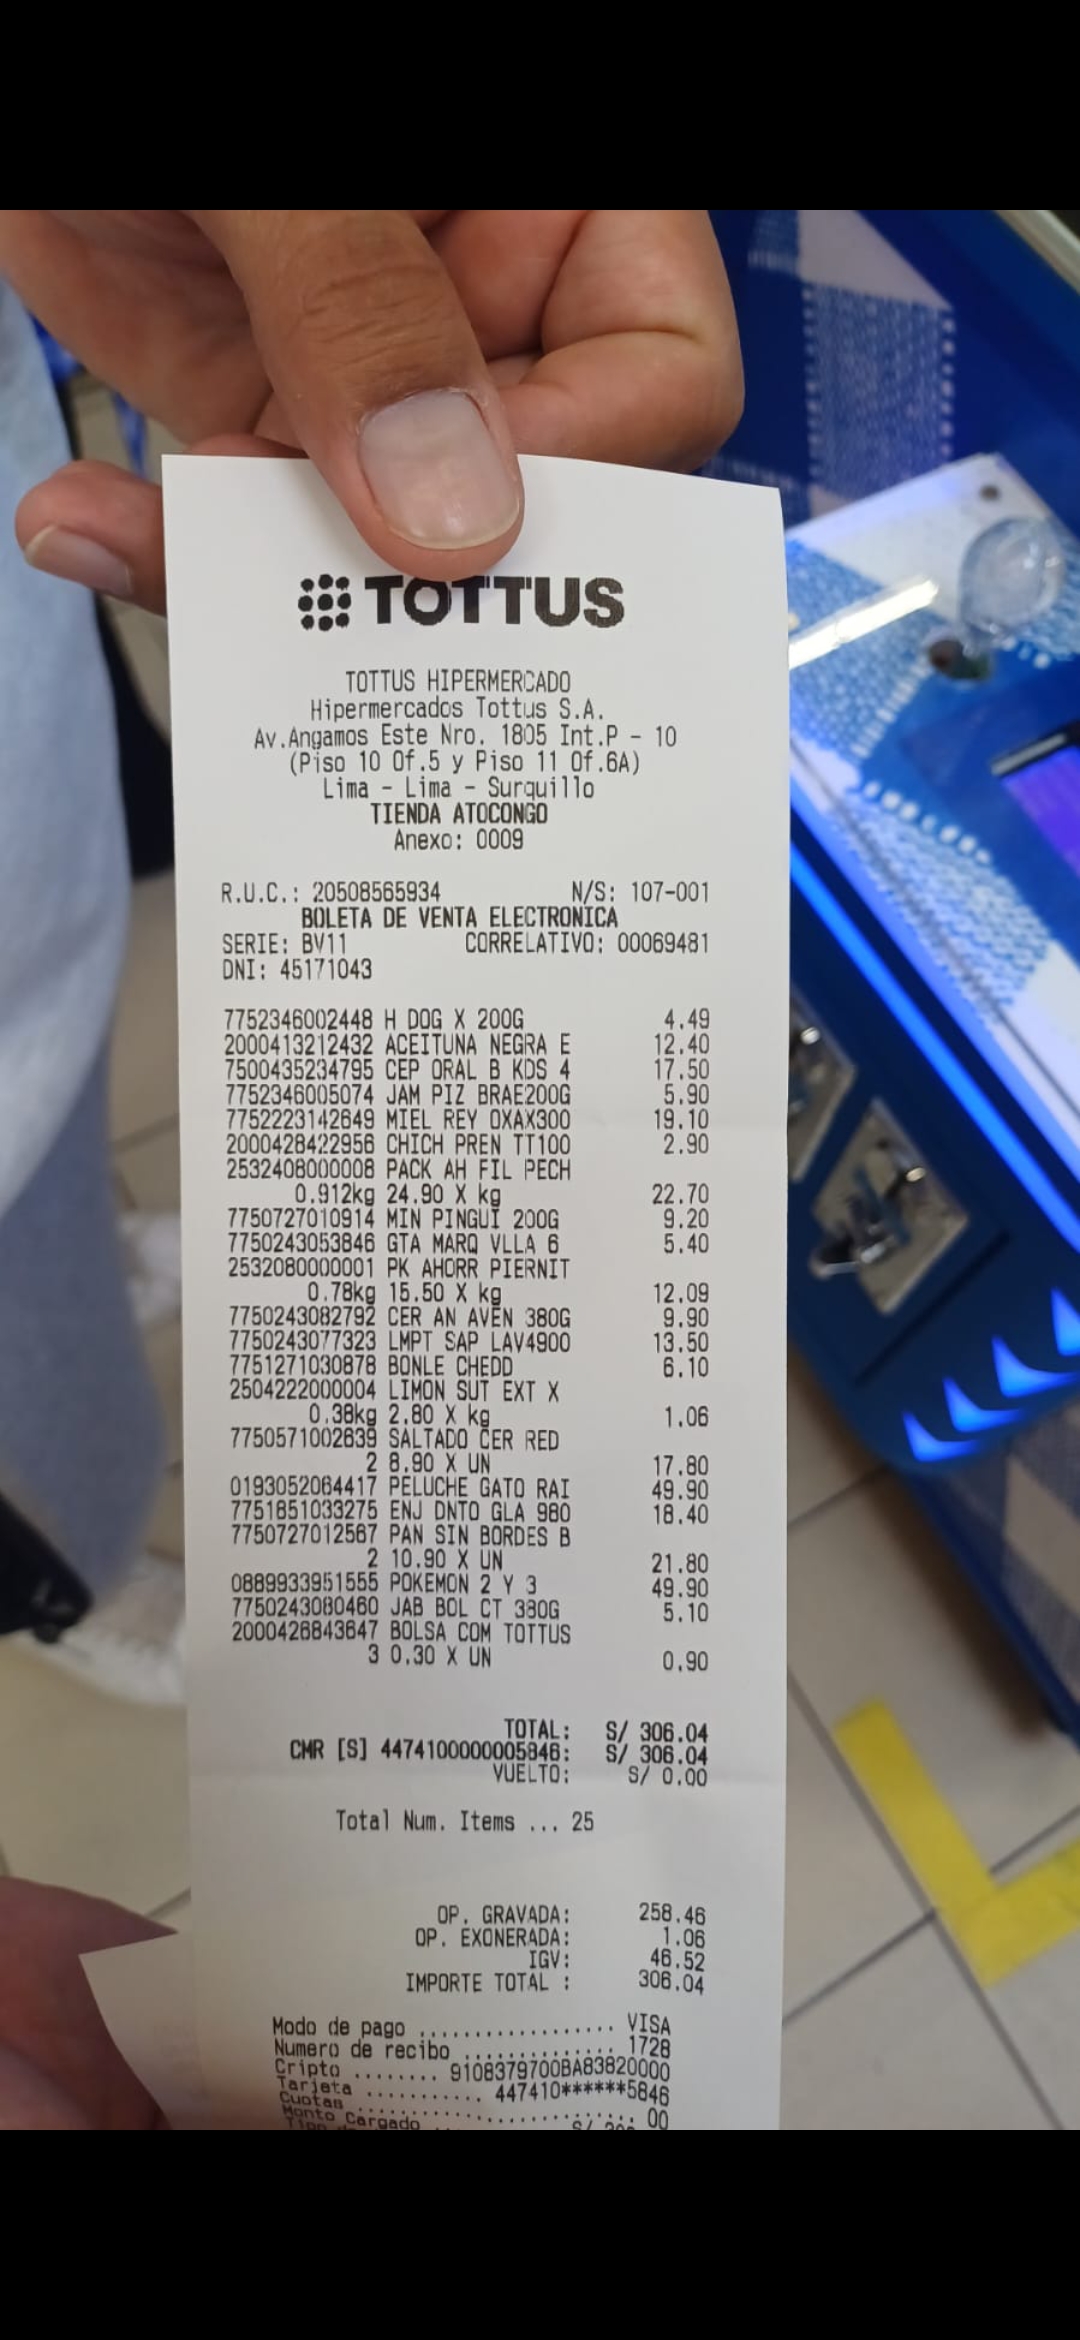 TOTTUS
TOTTUS HIPERMERCADO
Hipermercados Tottus S.A.
Av.Angamos Este Nro. 1805 Int.P - 10
(Piso 10 Of.5 y Piso 11 Of.6A)
Lima - Lima - Surquillo
TIENDA ATOCONGO
Anexo: 0009
R.U.C.: 20508565934 N/S: 107-001
BOLETA DE VENTA ELECTRONICA
SERIE: BV11 CORRELATIVO: 00069481
DNI: 45171043
7752346002448 H DOG X 200G 4.49
2000413212432 ACEITUNA NEGRA E 12.40
7500435234795 CEP ORAL B KDS 4 17.50
7752346005074 JAM PIZ BRAE200G 5.90
7752223142649 MIEL REY OXAX300 19.10
2000428422956 CHICH PREN TT100 2.90
2532408000008 PACK AH FIL PECH
0.912kg 24.90 X kg 22.70
7750727010914 MIN PINGUI 200G 9.20
7750243053846 GTA MARQ VLLA 6 5.40
2532080000001 PK AHORR PIERNIT
0.78kg 15.50 X kg 12.09
7750243082792 CER AN AVEN 380G 9.90
7750243077323 LMPT SAP LAV4900 13.50
7751271030878 BONLE CHEDD 6.10
2504222000004 LIMON SUT EXT X
0.38kg 2.80 X kg 1.06
7750571002639 SALTADO CER RED
2 8.90 X UN 17.80
0193052064417 PELUCHE GATO RAI 49.90
7751851033275 ENJ DNTO GLA 980 18.40
7750727012567 PAN SIN BORDES B
2 10.90 X UN 21.80
0889933951555 POKEMON 2 Y 3 49.90
7750243080460 JAB BOL CT 380G 5.10
2000426843647 BOLSA COM TOTTUS
3 0.30 X UN 0.90
TOTAL: S/ 306.04
CMR [S] 4474100000005846: S/ 306.04
VUELTO: S/ 0.00
Total Num. Items ... 25
OP. GRAVADA: 258.46
OP. EXONERADA: 1.06
IGV: 46.52
IMPORTE TOTAL : 306.04
Modo de pago .................. VISA
Numero de recibo .............. 1728
Cripto ........ 9108379700BA83820000
Tarjeta ........... 447410******5846
Cuotas ............................ 00
Monto Cargado